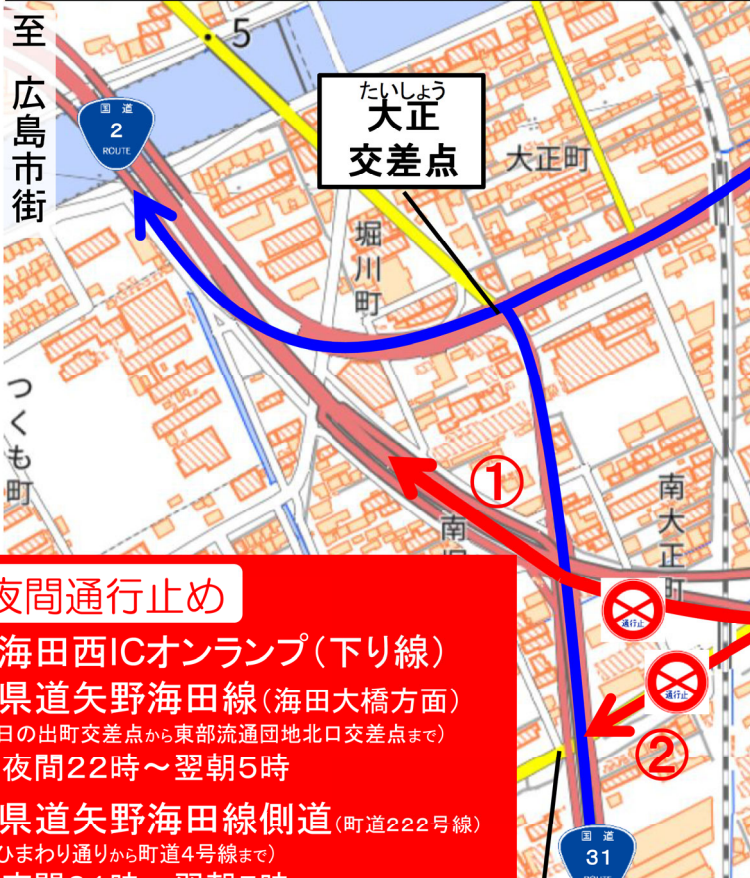 至 広島市街
5
国道
2
ROUTE
たいしょう
大正
交差点
大正町
堀川町
つくも町
①
南大正町
南堀
通行止
通行止
②
夜間通行止め
海田西ICオンランプ(下り線)
県道矢野海田線(海田大橋方面)
日の出町交差点から東部流通団地北口交差点まで)
夜間22時～翌朝5時
県道矢野海田線側道(町道222号線)
ひまわり通りから町道4号線まで)
国道
31